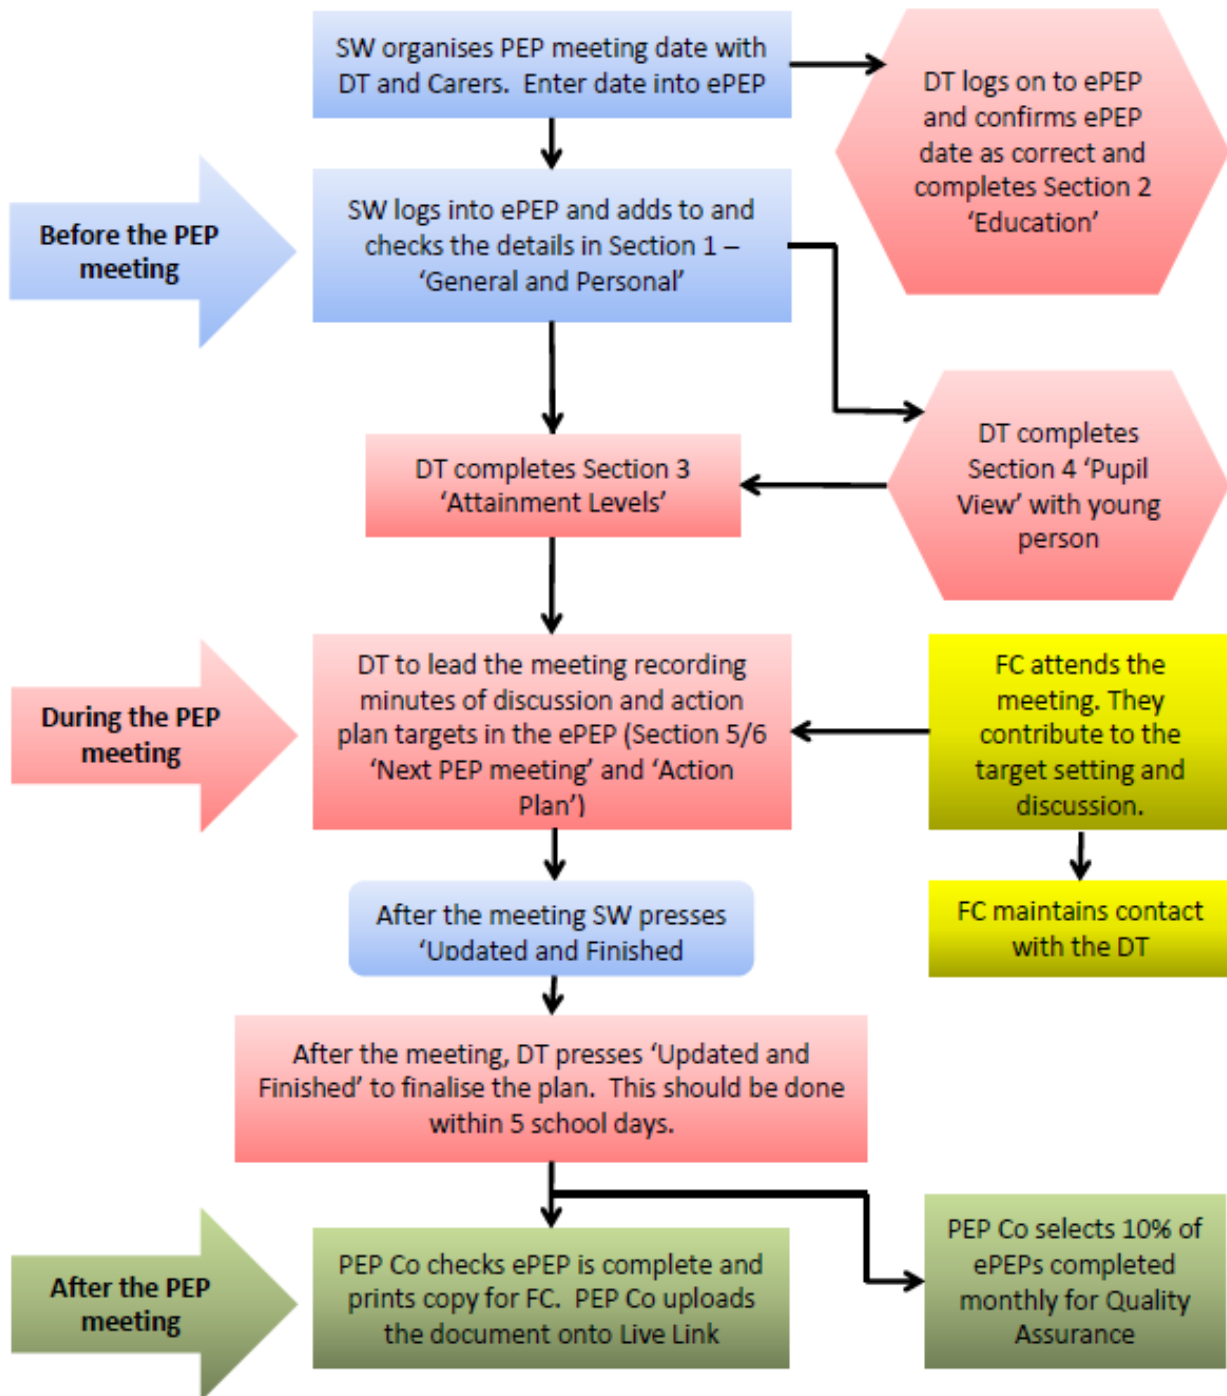 SW organises PEP meeting date with
DT and Carers.  Enter date into ePEP
DT logs on to ePEP
and confirms ePEP
date as correct and
completes Section 2
‘Education’
Before the PEP
meeting
SW logs into ePEP and adds to and
checks the details in Section 1 –
‘General and Personal’
DT completes Section 3
‘Attainment Levels’
DT completes
Section 4 ‘Pupil
View’ with young
person
During the PEP
meeting
DT to lead the meeting recording
minutes of discussion and action
plan targets in the ePEP (Section 5/6
‘Next PEP meeting’ and ‘Action
Plan’)
FC attends the
meeting. They
contribute to the
target setting and
discussion.
After the meeting SW presses
‘Updated and Finished
FC maintains contact
with the DT
After the meeting, DT presses ‘Updated and
Finished’ to finalise the plan.  This should be done
within 5 school days.
After the PEP
meeting
PEP Co checks ePEP is complete and
prints copy for FC.  PEP Co uploads
the document onto Live Link
PEP Co selects 10% of
ePEPs completed
monthly for Quality
Assurance